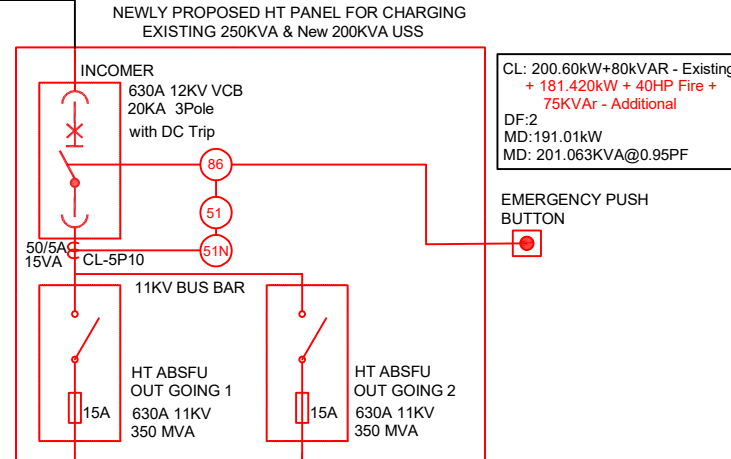 NEWLY PROPOSED HT PANEL FOR CHARGING
EXISTING 250KVA & New 200KVA USS
INCOMER
630A 12KV VCB
20KA 3Pole
with DC Trip
CL: 200.60kW+80kVAR - Existing
+ 181.420kW + 40HP Fire +
75KVAr - Additional
DF:2
MD:191.01kW
MD: 201.063KVA@0.95PF
86
51
51N
EMERGENCY PUSH
BUTTON
50/5A
15VA
CL-5P10
11KV BUS BAR
HT ABSFU
OUT GOING 1
15A
630A 11KV
350 MVA
HT ABSFU
OUT GOING 2
15A
630A 11KV
350 MVA